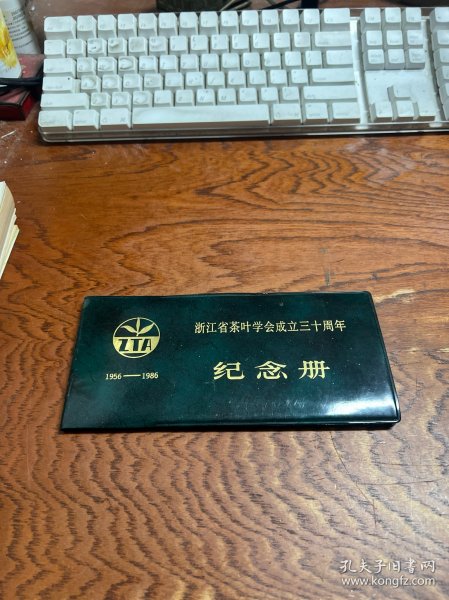 浙江省茶叶学会成立三十周年
ZTA
1956——1986
纪念册
孔夫子旧书网
www.kongfz.com